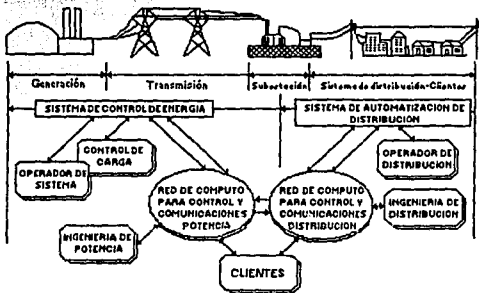 Generación Transmisión Subestación Sistema de distribución-Clientes
SISTEMA DE CONTROL DE ENERGIA
SISTEMA DE AUTOMATIZACION DE
DISTRIBUCION
CONTROL DE
CARGA
OPERADOR DE
SISTEMA
OPERADOR DE
DISTRIBUCION
RED DE COMPUTO
PARA CONTROL Y
COMUNICACIONES
POTENCIA
RED DE COMPUTO
PARA CONTROL Y
COMUNICACIONES
DISTRIBUCION
INGENIERIA DE
DISTRIBUCION
INGENIERIA DE
POTENCIA
CLIENTES